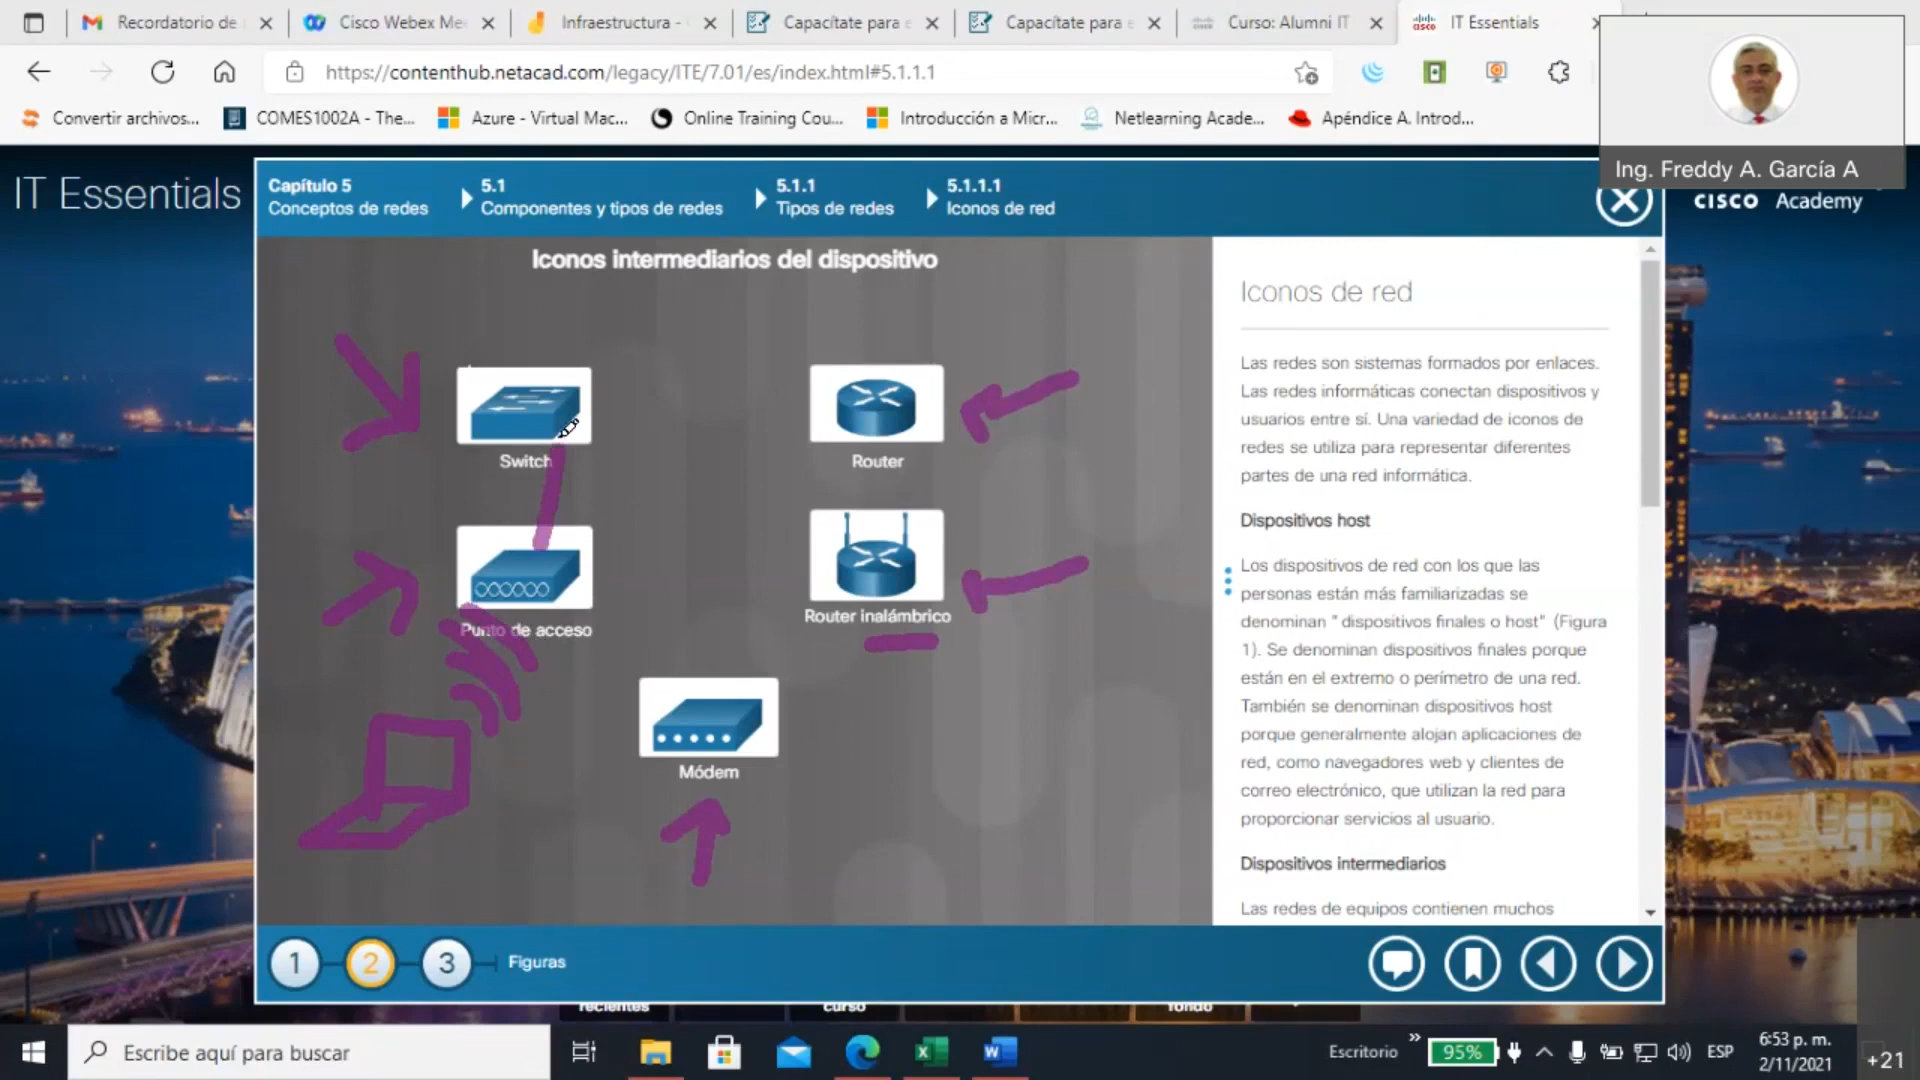 Recordatorio de
Cisco Webex Me
Infraestructura -
Capacítate para e
Capacítate para e
Curso: Alumni IT
IT Essentials
https://contenthub.netacad.com/legacy/ITE/7.01/es/index.html#5.1.1.1
Convertir archivos...
COMES1002A - The...
Azure - Virtual Mac...
Online Training Cou...
Introducción a Micr...
Netlearning Acade...
Apéndice A. Introd...
Ing. Freddy A. García A
IT Essentials
Capítulo 5
Conceptos de redes
5.1
Componentes y tipos de redes
5.1.1
Tipos de redes
5.1.1.1
Iconos de red
CISCO Academy
Iconos intermediarios del dispositivo
Switch
Router
Punto de acceso
Router inalámbrico
Módem
Iconos de red
Las redes son sistemas formados por enlaces.
Las redes informáticas conectan dispositivos y
usuarios entre sí. Una variedad de iconos de
redes se utiliza para representar diferentes
partes de una red informática.
Dispositivos host
Los dispositivos de red con los que las
personas están más familiarizadas se
denominan " dispositivos finales o host" (Figura
1). Se denominan dispositivos finales porque
están en el extremo o perímetro de una red.
También se denominan dispositivos host
porque generalmente alojan aplicaciones de
red, como navegadores web y clientes de
correo electrónico, que utilizan la red para
proporcionar servicios al usuario.
Dispositivos intermediarios
Las redes de equipos contienen muchos
1
2
3
Figuras
recientes
curso
fondo
Escribe aquí para buscar
Escritorio
95%
ESP
6:53 p. m.
2/11/2021
+21